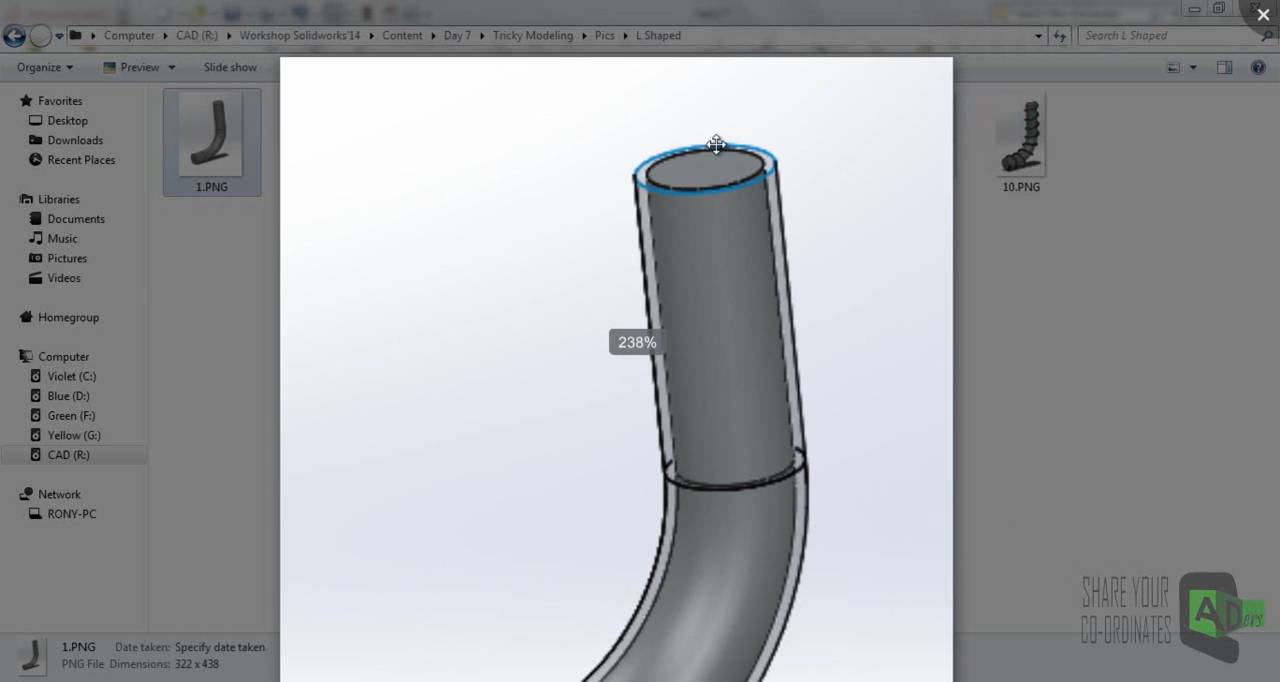 Computer
CAD (R:)
Workshop Solidworks'14
Content
Day 7
Tricky Modeling
Pics
L Shaped
Search L Shaped
Organize
Preview
Slide show
Favorites
Desktop
Downloads
Recent Places
Libraries
Documents
Music
Pictures
Videos
Homegroup
Computer
Violet (C:)
Blue (D:)
Green (F:)
Yellow (G:)
CAD (R:)
Network
RONY-PC
1.PNG
10.PNG
238%
SHARE YOUR
CO-ORDINATES
ADers
1.PNG
Date taken: Specify date taken
PNG File
Dimensions: 322 x 438